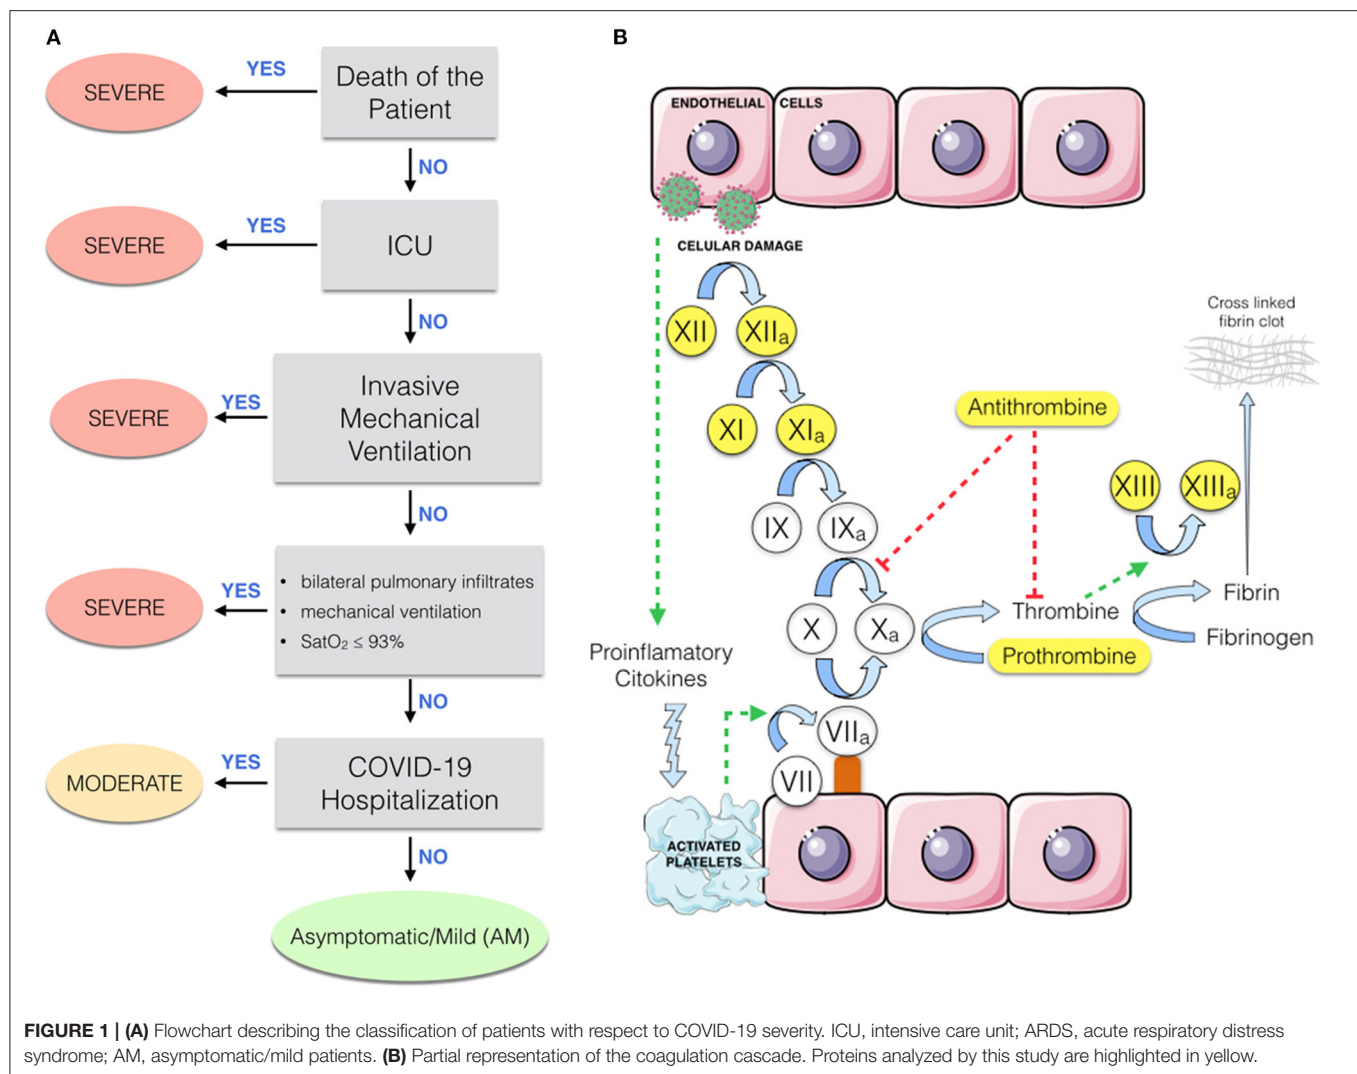 A
Death of the
Patient
YES
SEVERE
NO
ICU
YES
SEVERE
NO
Invasive
Mechanical
Ventilation
YES
SEVERE
NO
• bilateral pulmonary infiltrates
• mechanical ventilation
• SatO₂ ≤ 93%
YES
SEVERE
NO
COVID-19
Hospitalization
YES
MODERATE
NO
Asymptomatic/Mild (AM)
B
ENDOTHELIAL CELLS
CELULAR DAMAGE
XII
XIIa
XI
XIa
IX
IXa
X
Xa
VIIa
VII
Antithrombine
XIII
XIIIa
Cross linked
fibrin clot
Thrombine
Prothrombine
Fibrin
Fibrinogen
Proinflamatory
Citokines
ACTIVATED
PLATELETS
FIGURE 1 | (A) Flowchart describing the classification of patients with respect to COVID-19 severity. ICU, intensive care unit; ARDS, acute respiratory distress
syndrome; AM, asymptomatic/mild patients. (B) Partial representation of the coagulation cascade. Proteins analyzed by this study are highlighted in yellow.